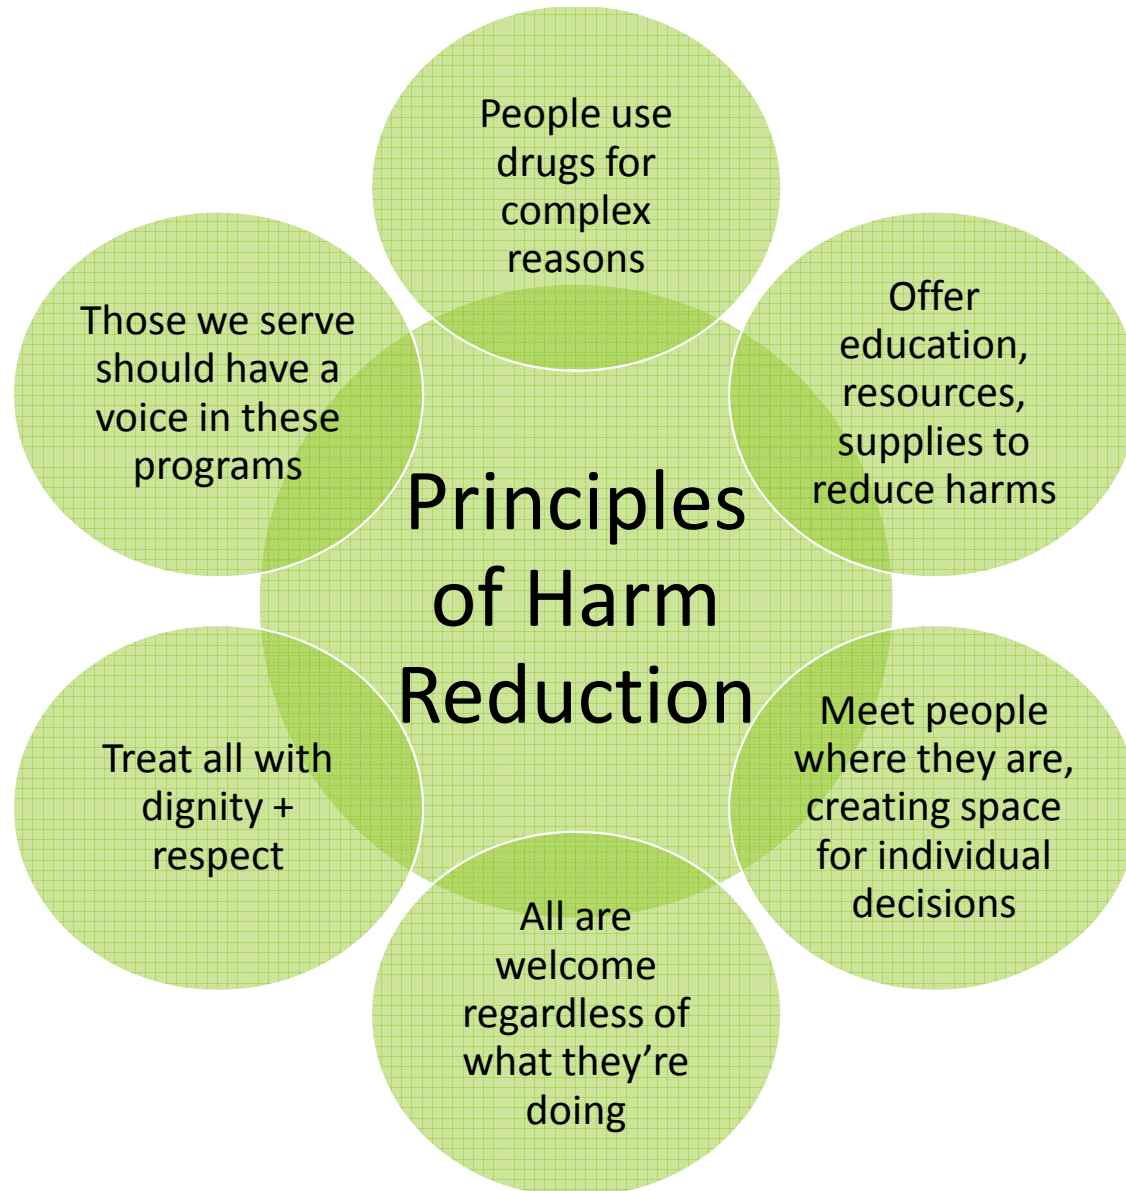 People use
drugs for
complex
reasons
Offer
education,
resources,
supplies to
reduce harms
Meet people
where they are,
creating space
for individual
decisions
All are
welcome
regardless of
what they’re
doing
Treat all with
dignity +
respect
Those we serve
should have a
voice in these
programs
Principles
of Harm
Reduction